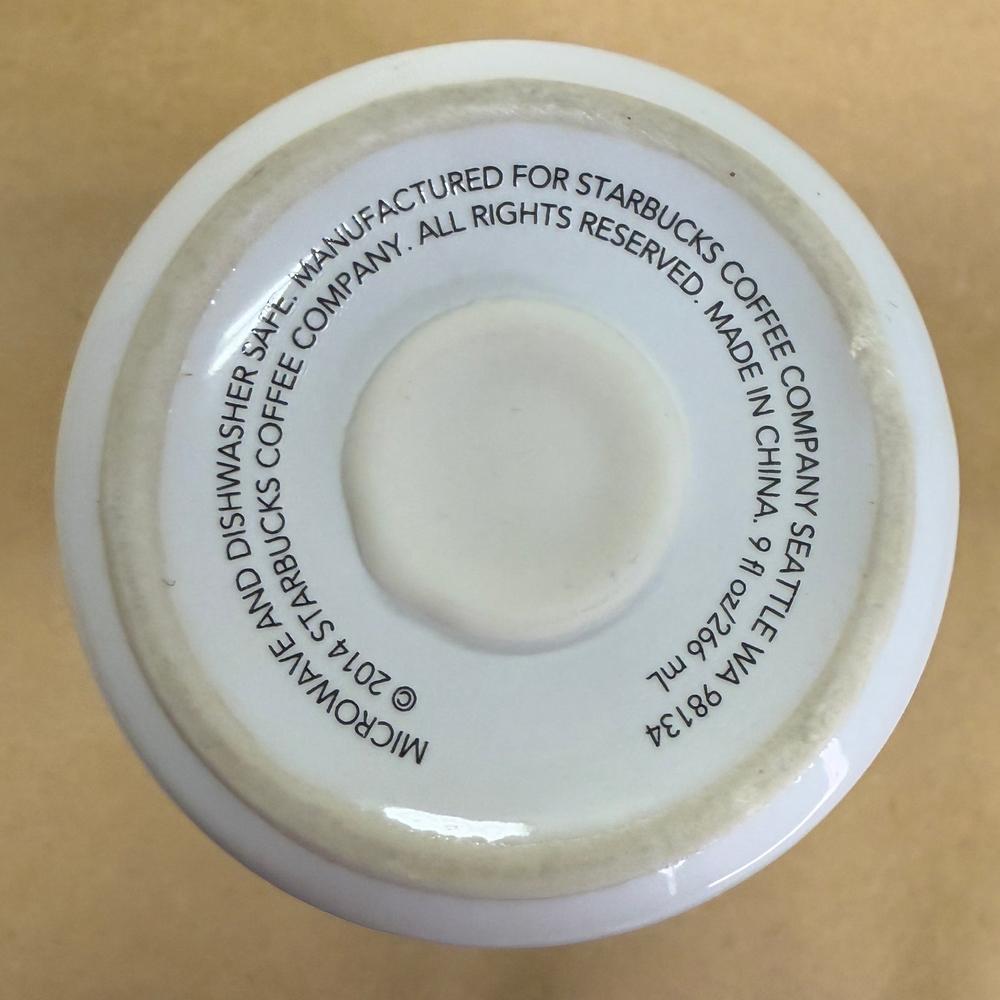 MICROWAVE AND DISHWASHER SAFE. MANUFACTURED FOR STARBUCKS COFFEE COMPANY SEATTLE WA 98134
© 2014 STARBUCKS COFFEE COMPANY. ALL RIGHTS RESERVED. MADE IN CHINA. 9 fl oz/266 mL